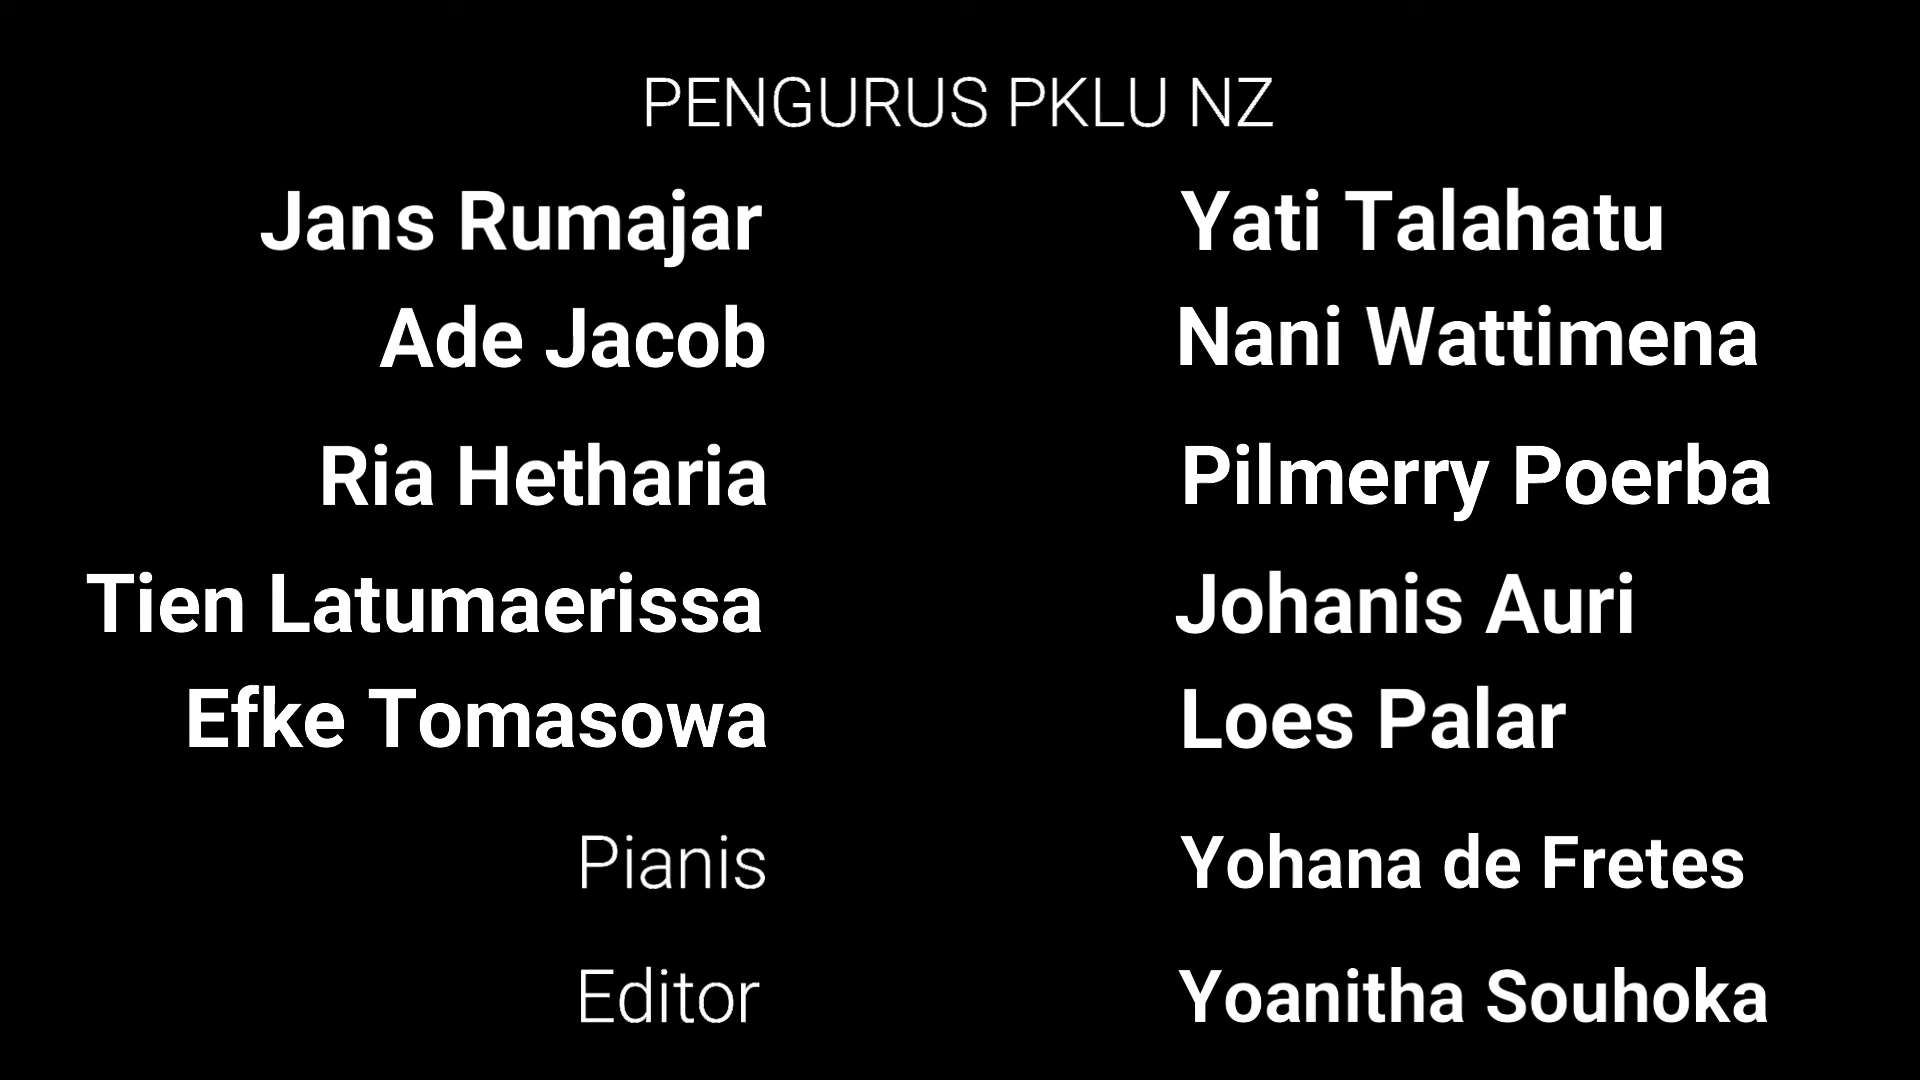 PENGURUS PKLU NZ
Jans Rumajar Yati Talahatu
Ade Jacob Nani Wattimena
Ria Hetharia Pilmerry Poerba
Tien Latumaerissa Johanis Auri
Efke Tomasowa Loes Palar
Pianis Yohana de Fretes
Editor Yoanitha Souhoka